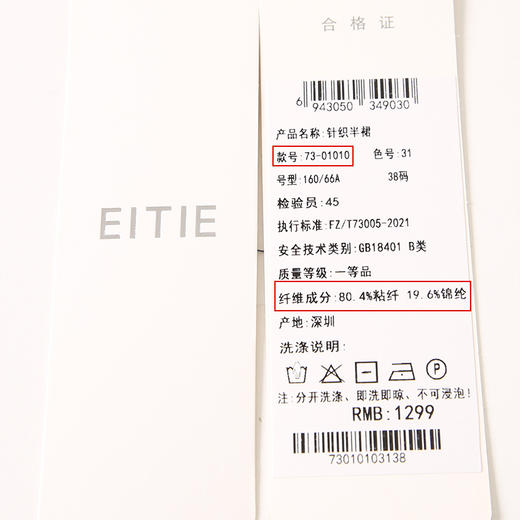 EITIE
合格证
6 943050 349030
产品名称:针织半裙
款号:73-01010 色号:31
号型:160/66A 38码
检验员:45
执行标准:FZ/T73005-2021
安全技术类别:GB18401 B类
质量等级:一等品
纤维成分:80.4%粘纤 19.6%锦纶
产地:深圳
洗涤说明:
P
注:分开洗涤、即洗即晾、不可浸泡!
RMB:1299
73010103138